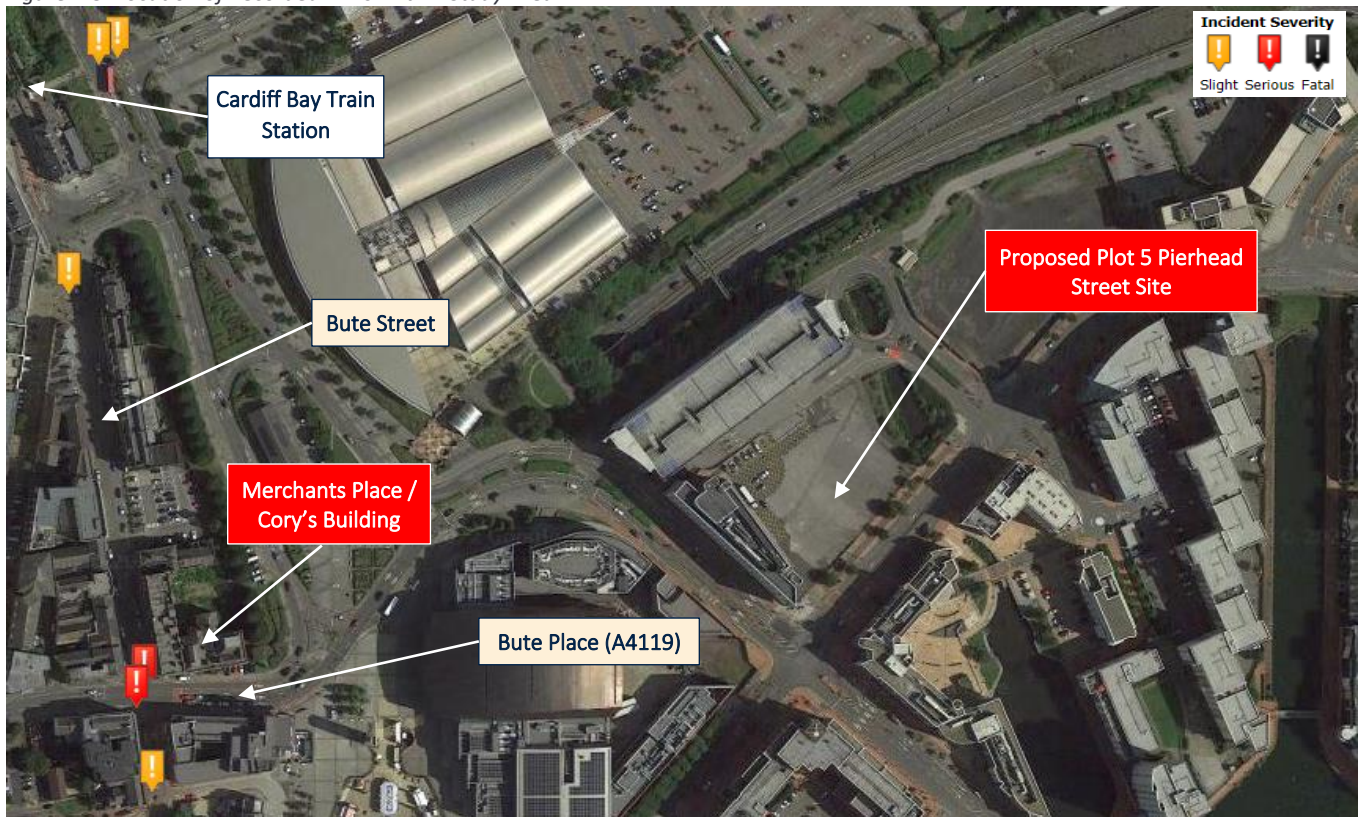 Incident Severity
Slight Serious Fatal
Cardiff Bay Train
Station
Proposed Plot 5 Pierhead
Street Site
Bute Street
Merchants Place /
Cory's Building
Bute Place (A4119)